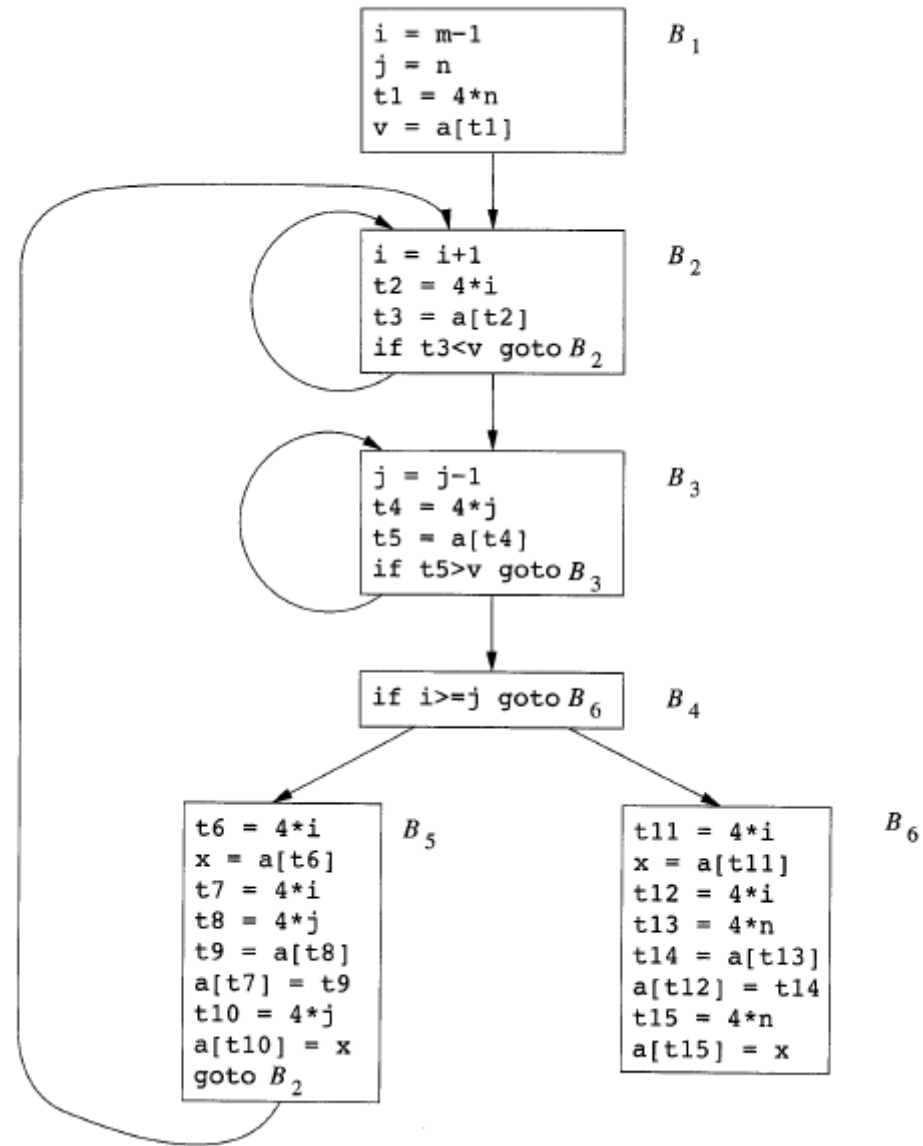 i = m-1
j = n
t1 = 4*n
v = a[t1]
B1
i = i+1
t2 = 4*i
t3 = a[t2]
if t3<v goto B2
B2
j = j-1
t4 = 4*j
t5 = a[t4]
if t5>v goto B3
B3
if i>=j goto B6
B4
t6 = 4*i
x = a[t6]
t7 = 4*i
t8 = 4*j
t9 = a[t8]
a[t7] = t9
t10 = 4*j
a[t10] = x
goto B2
B5
t11 = 4*i
x = a[t11]
t12 = 4*i
t13 = 4*n
t14 = a[t13]
a[t12] = t14
t15 = 4*n
a[t15] = x
B6